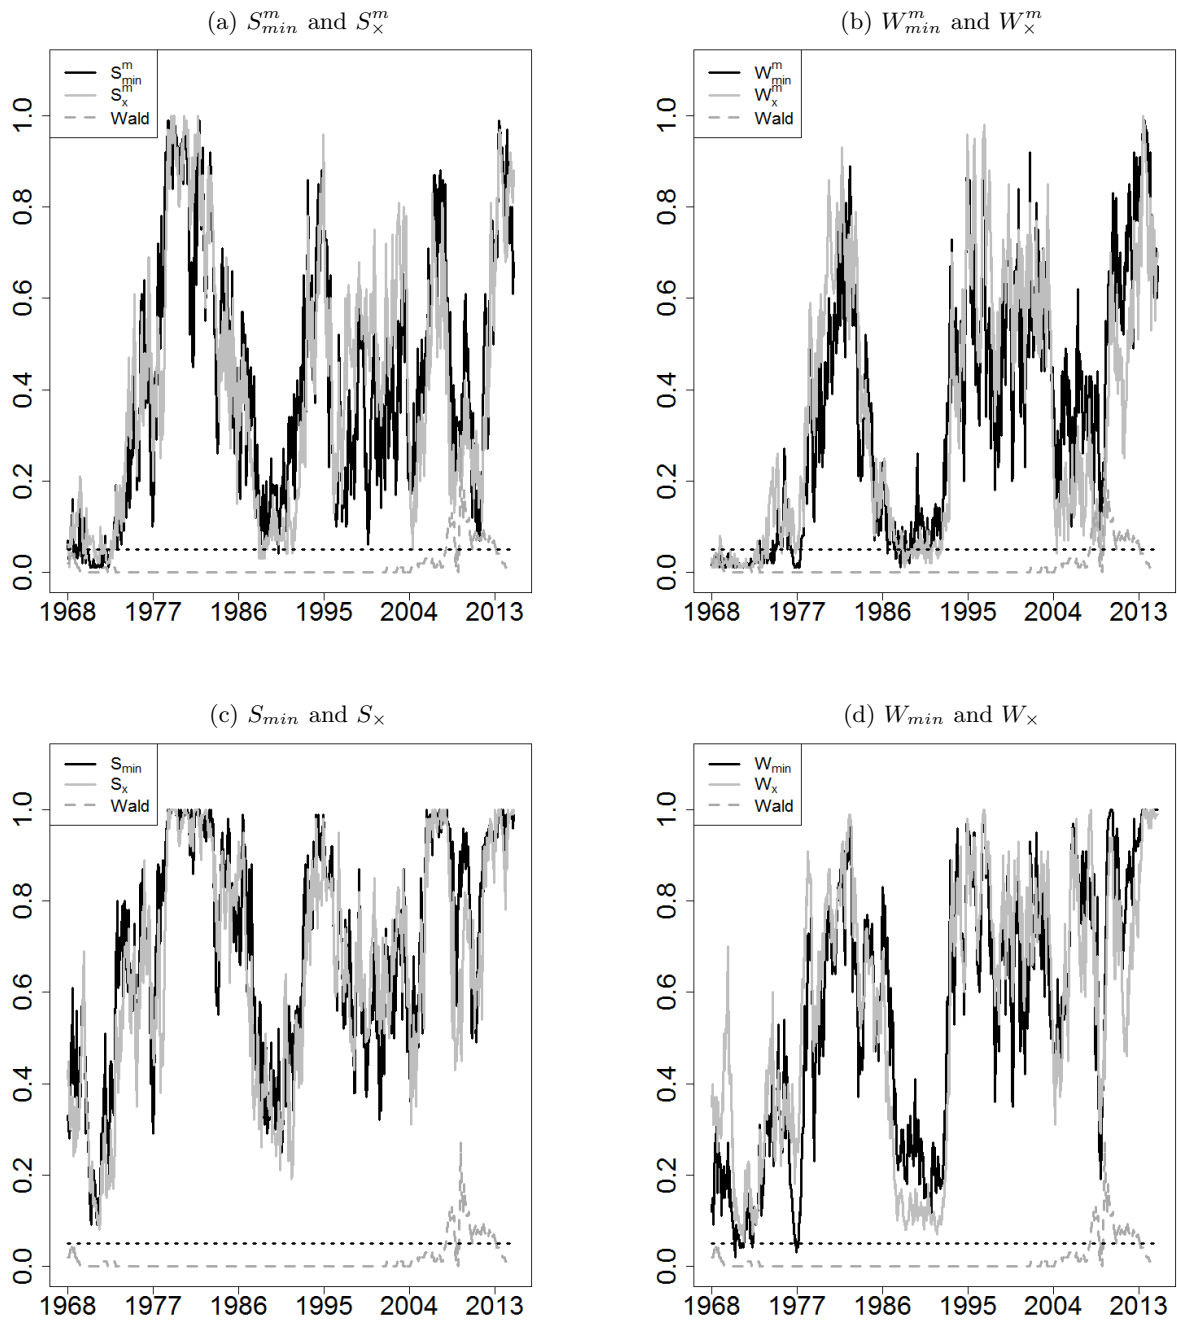 (a) S^m_min and S^m_×
S^m_min
S^m_x
Wald
1.0
0.8
0.6
0.4
0.2
0.0
1968 1977 1986 1995 2004 2013
(b) W^m_min and W^m_×
W^m_min
W^m_x
Wald
1.0
0.8
0.6
0.4
0.2
0.0
1968 1977 1986 1995 2004 2013
(c) S_min and S_×
S_min
S_x
Wald
1.0
0.8
0.6
0.4
0.2
0.0
1968 1977 1986 1995 2004 2013
(d) W_min and W_×
W_min
W_x
Wald
1.0
0.8
0.6
0.4
0.2
0.0
1968 1977 1986 1995 2004 2013